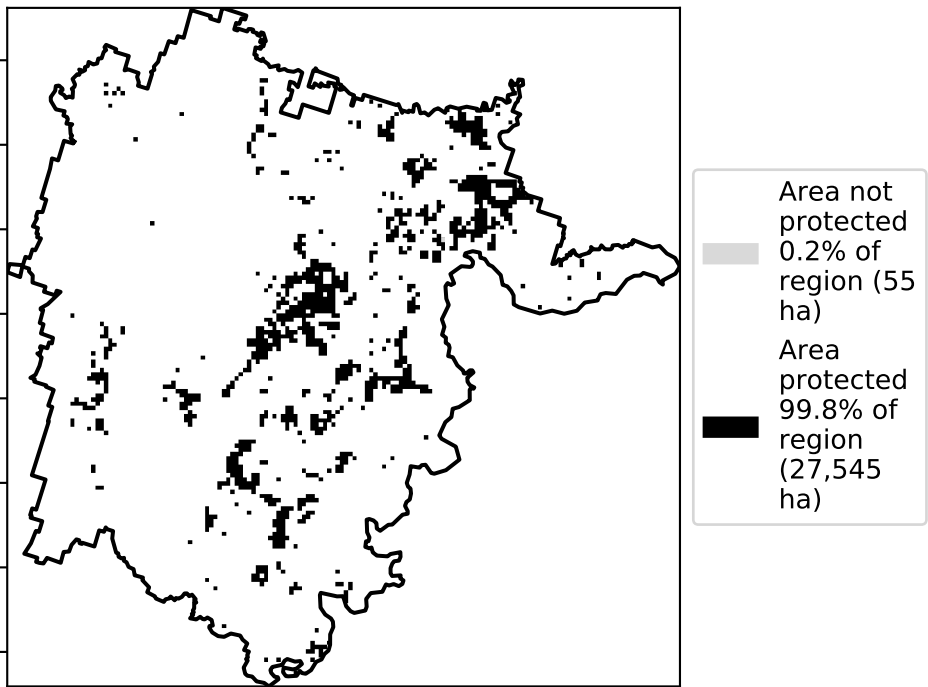 Area not
protected
0.2% of
region (55
ha)
Area
protected
99.8% of
region
(27,545
ha)